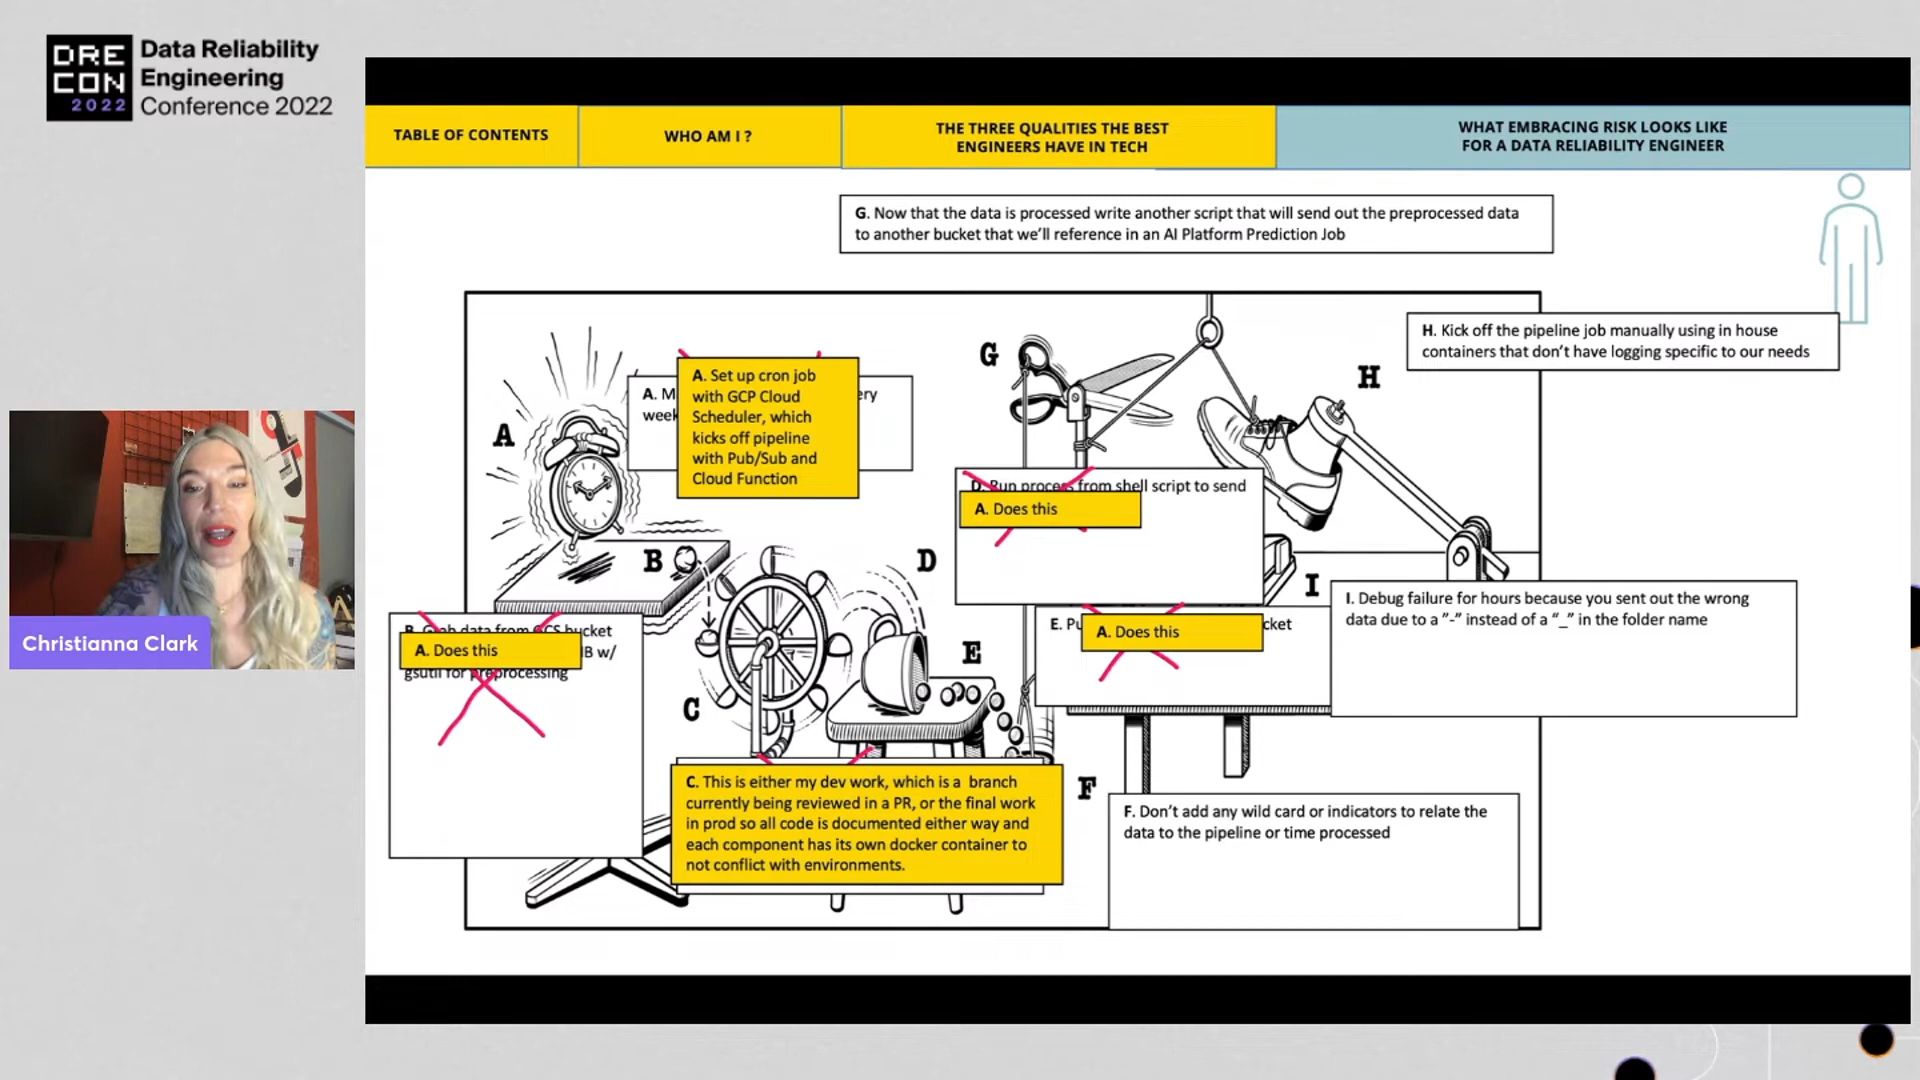 DRE
CON
2022
Data Reliability
Engineering
Conference 2022
TABLE OF CONTENTS
WHO AM I ?
THE THREE QUALITIES THE BEST
ENGINEERS HAVE IN TECH
WHAT EMBRACING RISK LOOKS LIKE
FOR A DATA RELIABILITY ENGINEER
G. Now that the data is processed write another script that will send out the preprocessed data
to another bucket that we’ll reference in an AI Platform Prediction Job
H. Kick off the pipeline job manually using in house
containers that don’t have logging specific to our needs
G
H
A
A. M
week
A. Set up cron job
with GCP Cloud
Scheduler, which
kicks off pipeline
with Pub/Sub and
Cloud Function
D. Run process from shell script to send
A. Does this
B
D
I
I. Debug failure for hours because you sent out the wrong
data due to a ”-” instead of a “_” in the folder name
B. Grab data from GCS bucket
A. Does this
w/
gsutil for preprocessing
E. Pu
A. Does this
E
C
Christianna Clark
C. This is either my dev work, which is a branch
currently being reviewed in a PR, or the final work
in prod so all code is documented either way and
each component has its own docker container to
not conflict with environments.
F
F. Don’t add any wild card or indicators to relate the
data to the pipeline or time processed